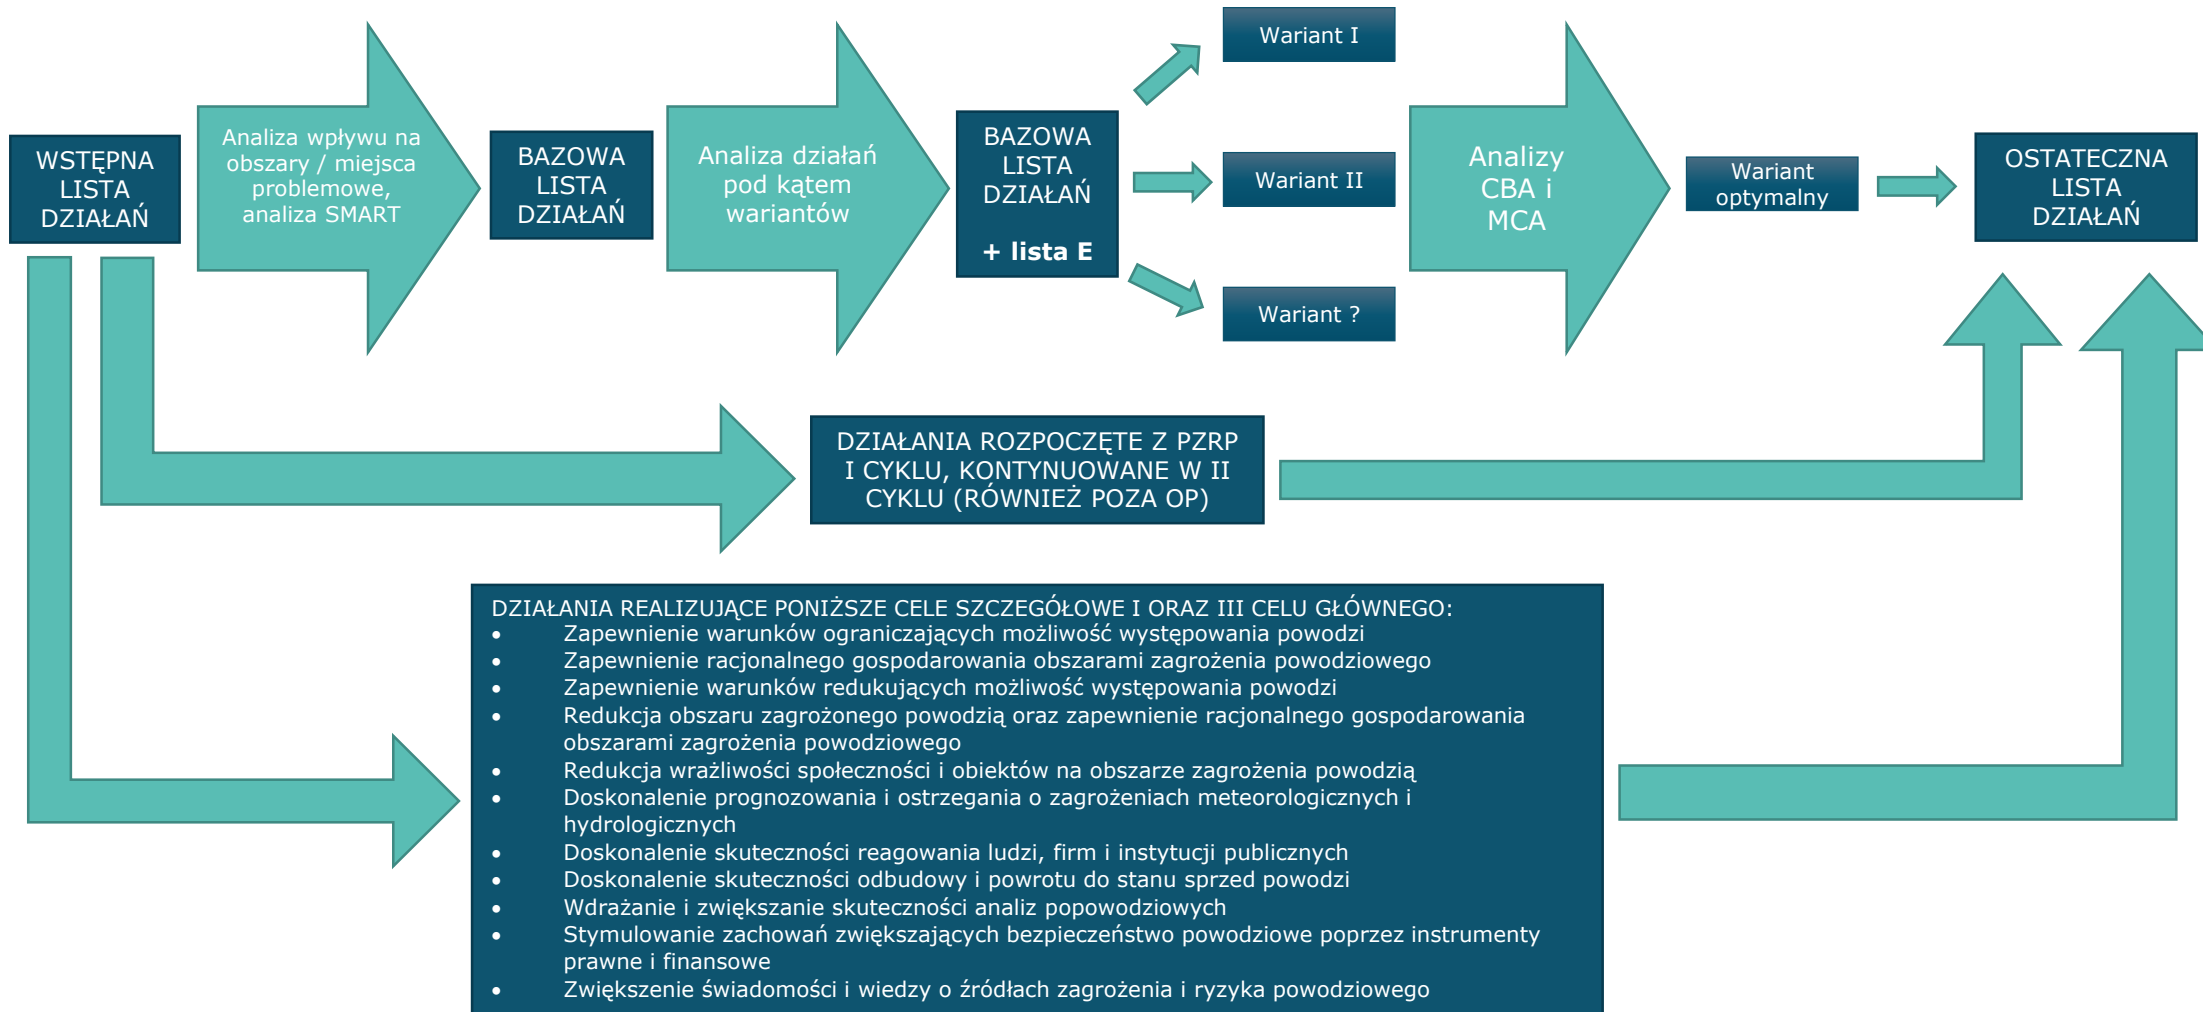 WSTĘPNA
LISTA
DZIAŁAŃ
Analiza wpływu na
obszary / miejsca
problemowe,
analiza SMART
BAZOWA
LISTA
DZIAŁAŃ
Analiza działań
pod kątem
wariantów
BAZOWA
LISTA
DZIAŁAŃ
+ lista E
Wariant I
Wariant II
Wariant ?
Analizy
CBA i
MCA
Wariant
optymalny
OSTATECZNA
LISTA
DZIAŁAŃ
DZIAŁANIA ROZPOCZĘTE Z PZRP
I CYKLU, KONTYNUOWANE W II
CYKLU (RÓWNIEŻ POZA OP)
DZIAŁANIA REALIZUJĄCE PONIŻSZE CELE SZCZEGÓŁOWE I ORAZ III CELU GŁÓWNEGO:
• Zapewnienie warunków ograniczających możliwość występowania powodzi
• Zapewnienie racjonalnego gospodarowania obszarami zagrożenia powodziowego
• Zapewnienie warunków redukujących możliwość występowania powodzi
• Redukcja obszaru zagrożonego powodzią oraz zapewnienie racjonalnego gospodarowania
obszarami zagrożenia powodziowego
• Redukcja wrażliwości społeczności i obiektów na obszarze zagrożenia powodzią
• Doskonalenie prognozowania i ostrzegania o zagrożeniach meteorologicznych i
hydrologicznych
• Doskonalenie skuteczności reagowania ludzi, firm i instytucji publicznych
• Doskonalenie skuteczności odbudowy i powrotu do stanu sprzed powodzi
• Wdrażanie i zwiększanie skuteczności analiz popowodziowych
• Stymulowanie zachowań zwiększających bezpieczeństwo powodziowe poprzez instrumenty
prawne i finansowe
• Zwiększenie świadomości i wiedzy o źródłach zagrożenia i ryzyka powodziowego